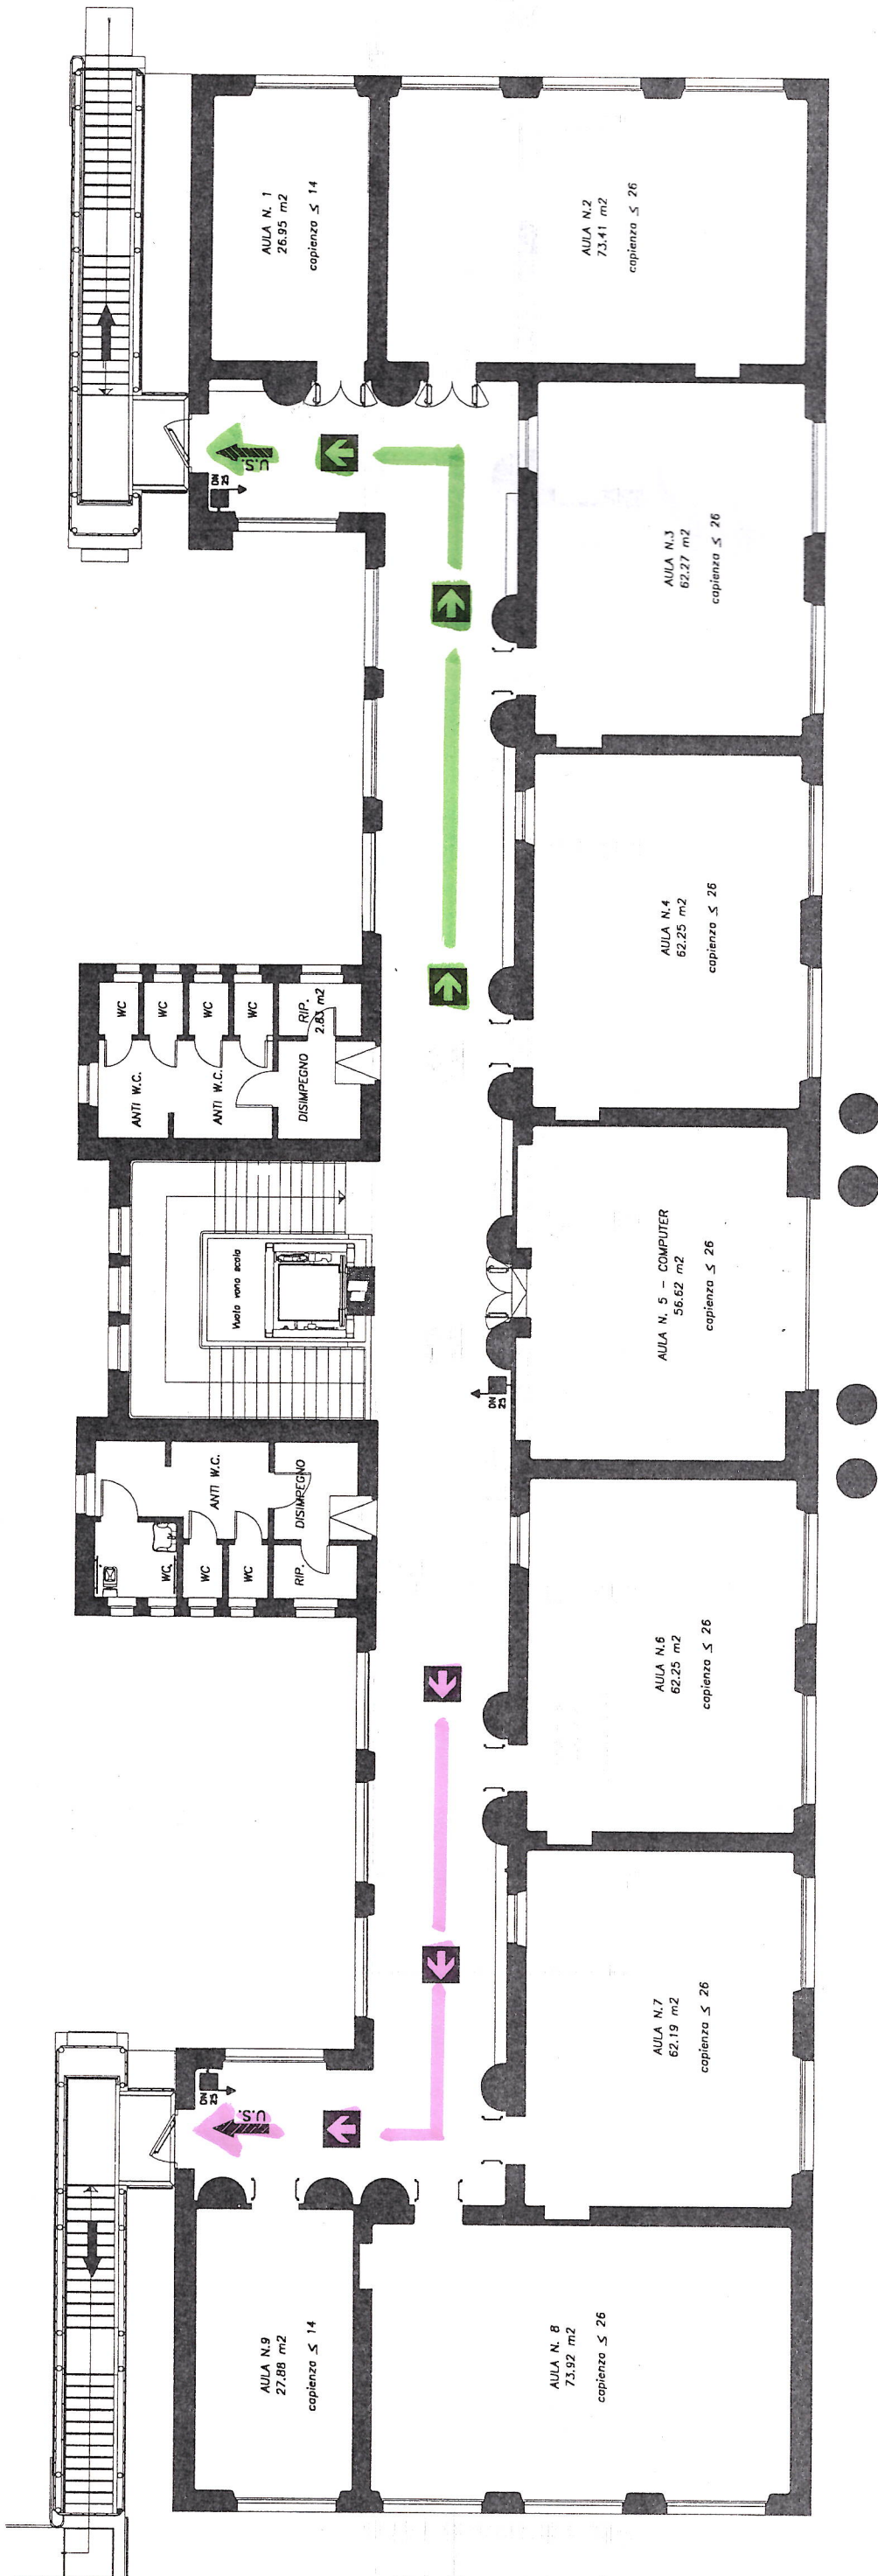 AULA N. 1
26.95 m2
capienza ≤ 14
AULA N.2
73.41 m2
capienza ≤ 26
U.S.
DN
25
AULA N.3
62.27 m2
capienza ≤ 26
AULA N.4
62.25 m2
capienza ≤ 26
WC
WC
WC
WC
RIP.
2.83 m2
ANTI W.C.
ANTI W.C.
DISIMPEGNO
Vuoto vano scala
AULA N. 5 - COMPUTER
56.62 m2
capienza ≤ 26
DN
25
ANTI W.C.
DISIMPEGNO
WC
WC
WC
RIP.
AULA N.6
62.25 m2
capienza ≤ 26
AULA N.7
62.19 m2
capienza ≤ 26
DN
25
U.S.
AULA N.9
27.88 m2
capienza ≤ 14
AULA N. 8
73.92 m2
capienza ≤ 26